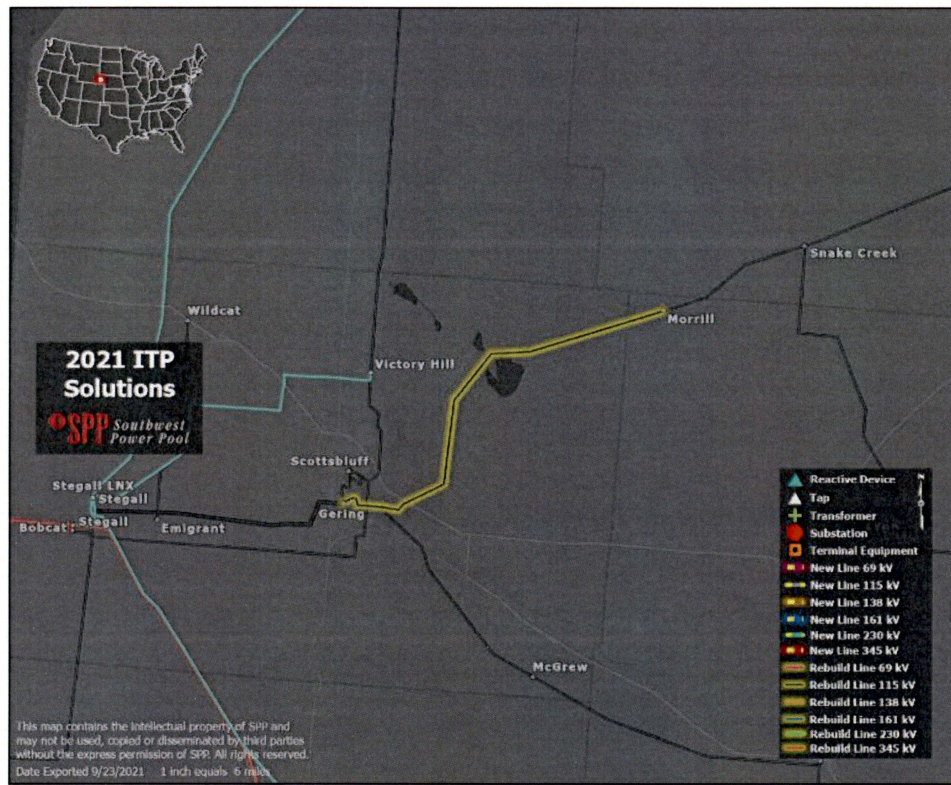 Snake Creek
Wildcat
Morrill
2021 ITP
Solutions
SPP Southwest
Power Pool
Victory Hill
Scottsbluff
Stegall LNX
Stegall
Gering
Bobcat
Stegall
Emigrant
McGrew
N
Reactive Device
Tap
Transformer
Substation
Terminal Equipment
New Line 69 kV
New Line 115 kV
New Line 138 kV
New Line 161 kV
New Line 230 kV
New Line 345 kV
Rebuild Line 69 kV
Rebuild Line 115 kV
Rebuild Line 138 kV
Rebuild Line 161 kV
Rebuild Line 230 kV
Rebuild Line 345 kV
This map contains the intellectual property of SPP and
may not be used, copied or disseminated by third parties
without the express permission of SPP. All rights reserved.
Date Exported 9/23/2021 1 inch equals 6 miles